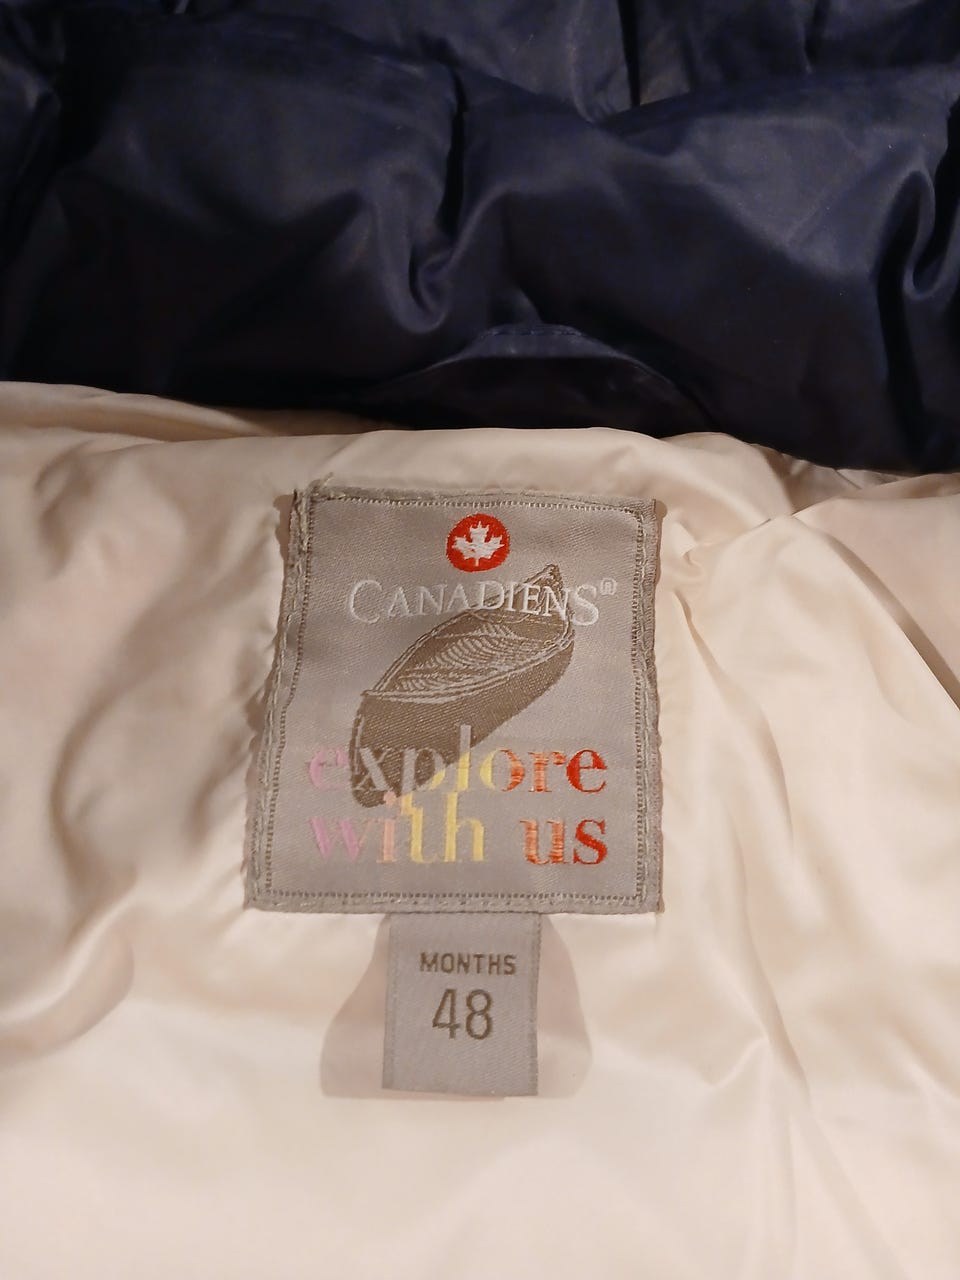 CANADIENS®
explore
with us
MONTHS
48